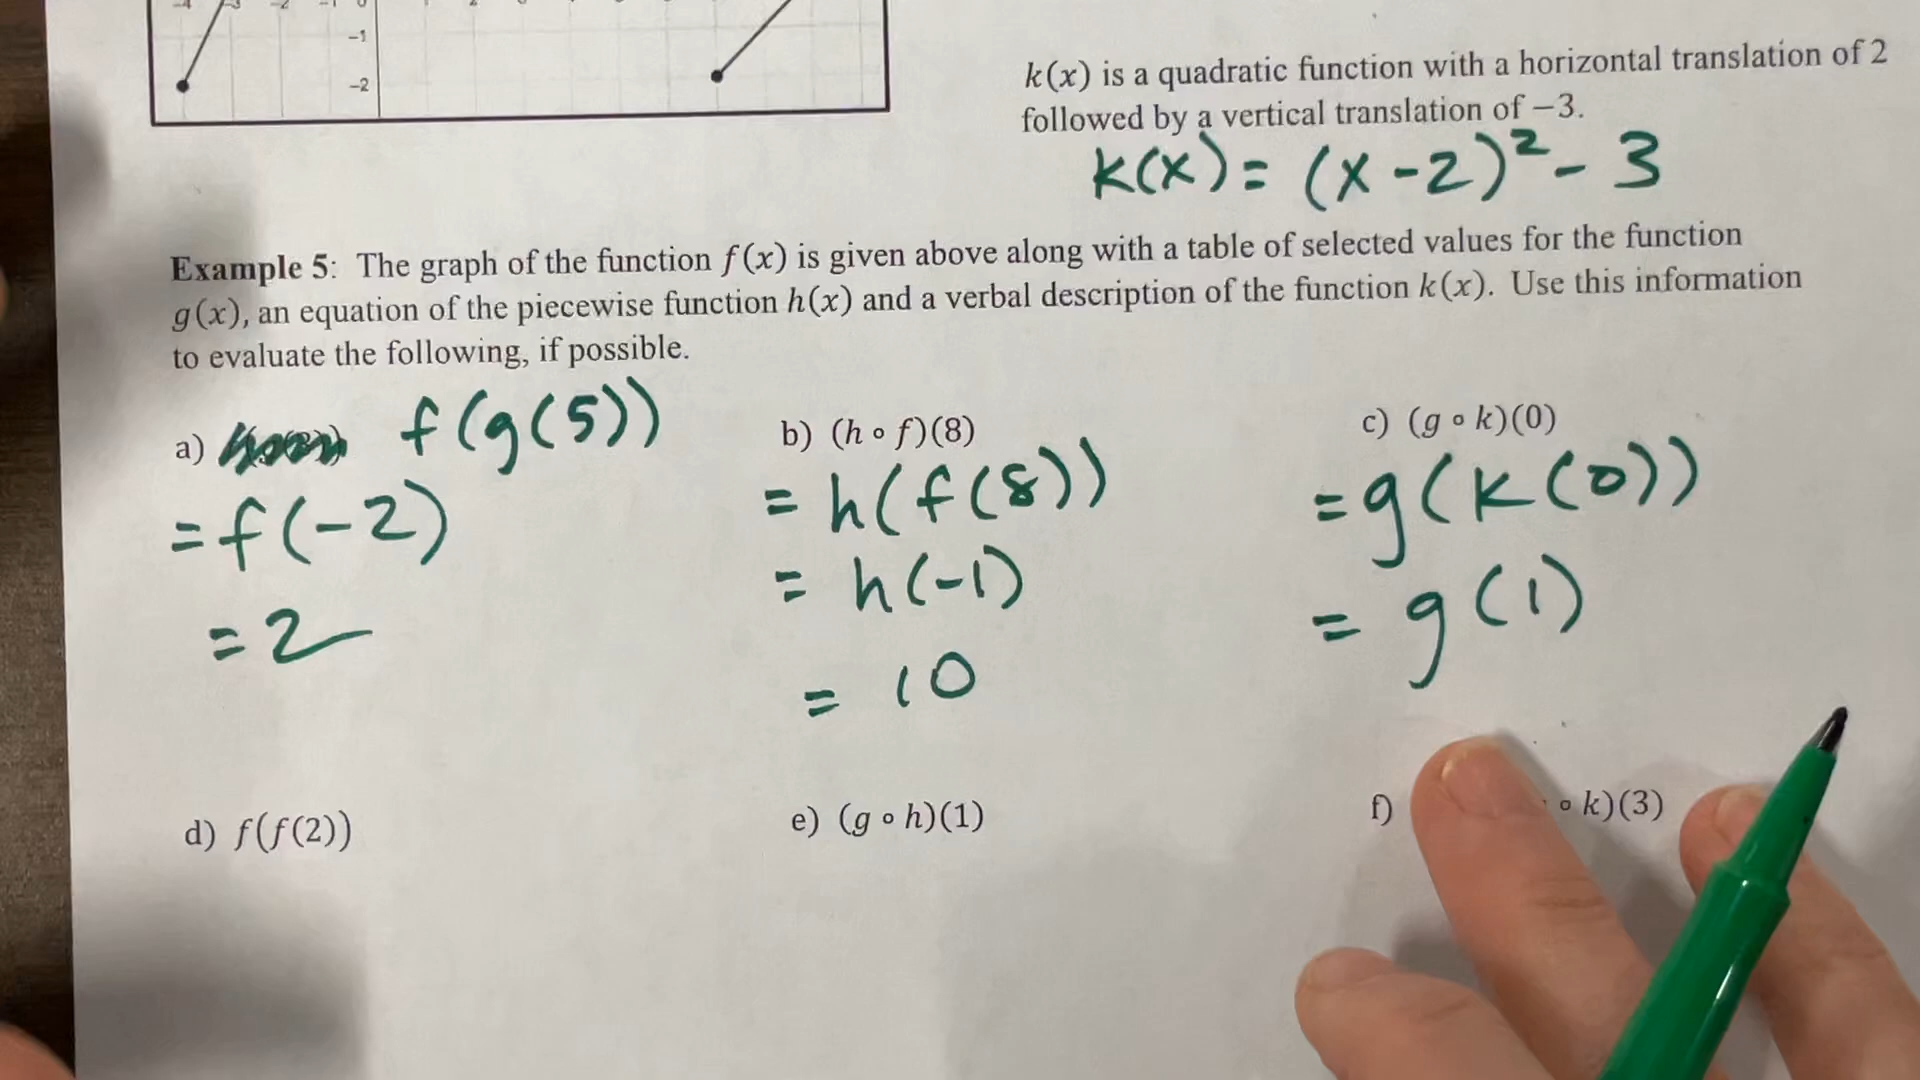 -1
-2
k(x) is a quadratic function with a horizontal translation of 2
followed by a vertical translation of −3.
k(x) = (x - 2)² - 3
Example 5: The graph of the function f(x) is given above along with a table of selected values for the function
g(x), an equation of the piecewise function h(x) and a verbal description of the function k(x). Use this information
to evaluate the following, if possible.
a) f(g(5))
= f(-2)
= 2
b) (h ∘ f)(8)
= h(f(8))
= h(-1)
= 10
c) (g ∘ k)(0)
= g(k(0))
= g(1)
d) f(f(2))
e) (g ∘ h)(1)
f) ∘ k)(3)